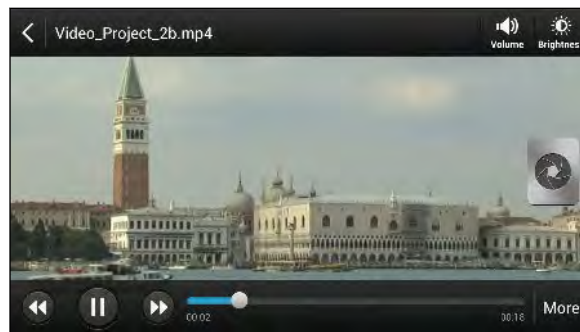 Video_Project_2b.mp4
Volume
Brightnes
00:02
00:18
More